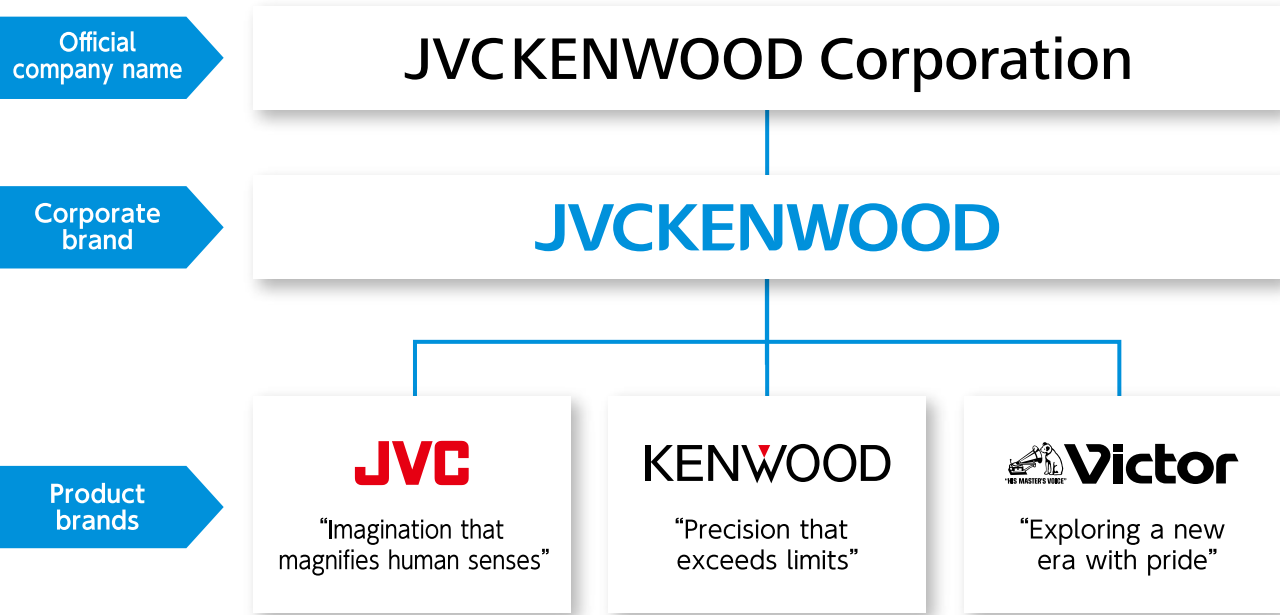 Official
company name
JVCKENWOOD Corporation
Corporate
brand
JVCKENWOOD
Product
brands
JVC
“Imagination that
magnifies human senses”
KENWOOD
“Precision that
exceeds limits”
"HIS MASTER'S VOICE"
Victor
“Exploring a new
era with pride”